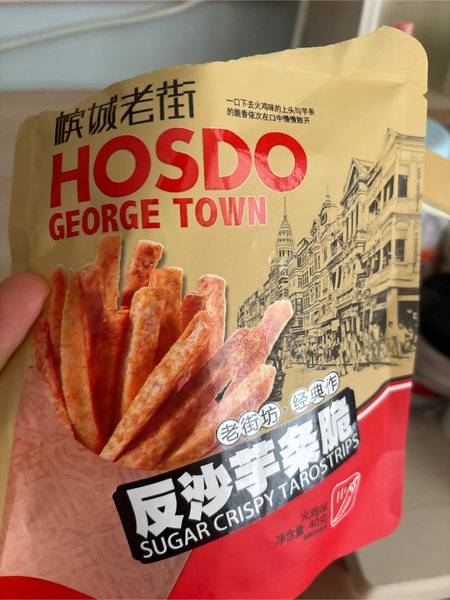 槟城老街
一口下去火鸡味的上头与芋条
的脆香依次在口中慢慢散开
HOSDO
GEORGE TOWN
老街坊·经典作
反沙芋条脆
SUGAR CRISPY TAROSTRIPS
火鸡味
净含量:40克